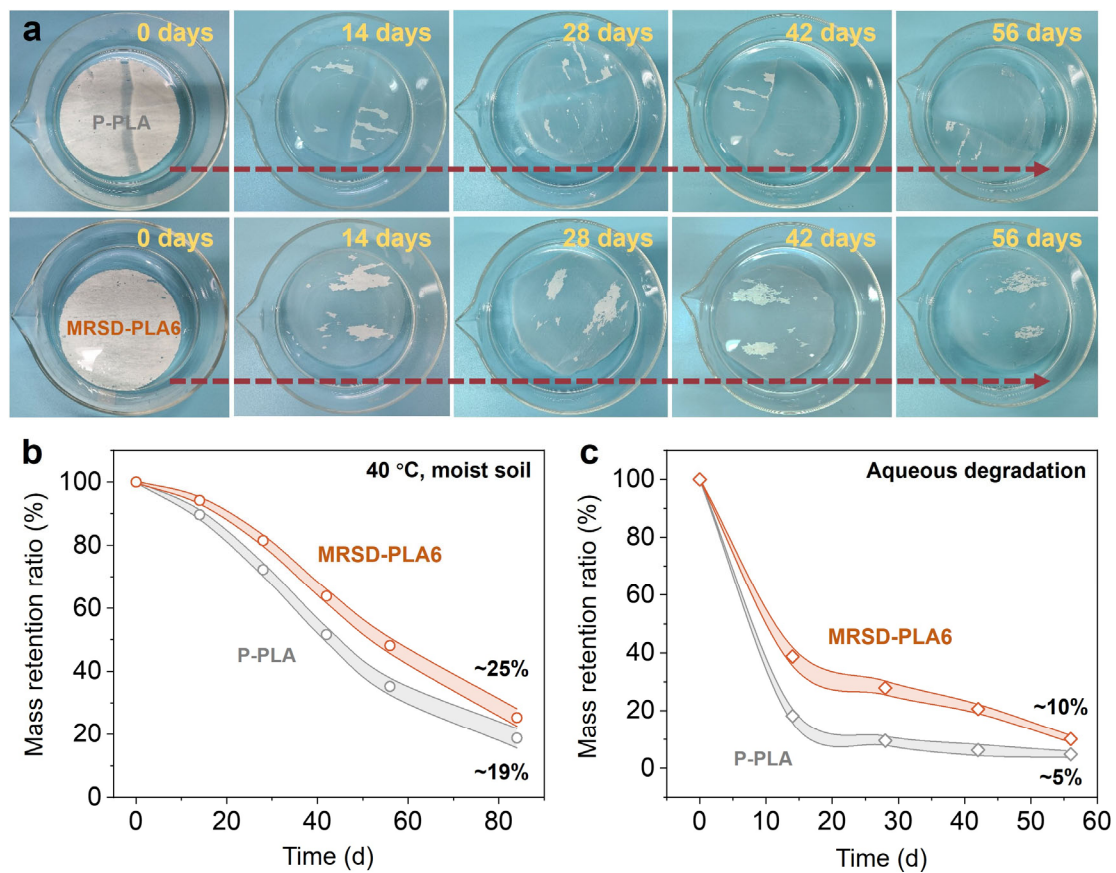 a
0 days
14 days
28 days
42 days
56 days
P-PLA
0 days
14 days
28 days
42 days
56 days
MRSD-PLA6
b
40 °C, moist soil
MRSD-PLA6
P-PLA
~25%
~19%
Mass retention ratio (%)
100
80
60
40
20
0
0 20 40 60 80
Time (d)
c
Aqueous degradation
MRSD-PLA6
P-PLA
~10%
~5%
Mass retention ratio (%)
100
80
60
40
20
0
0 10 20 30 40 50 60
Time (d)